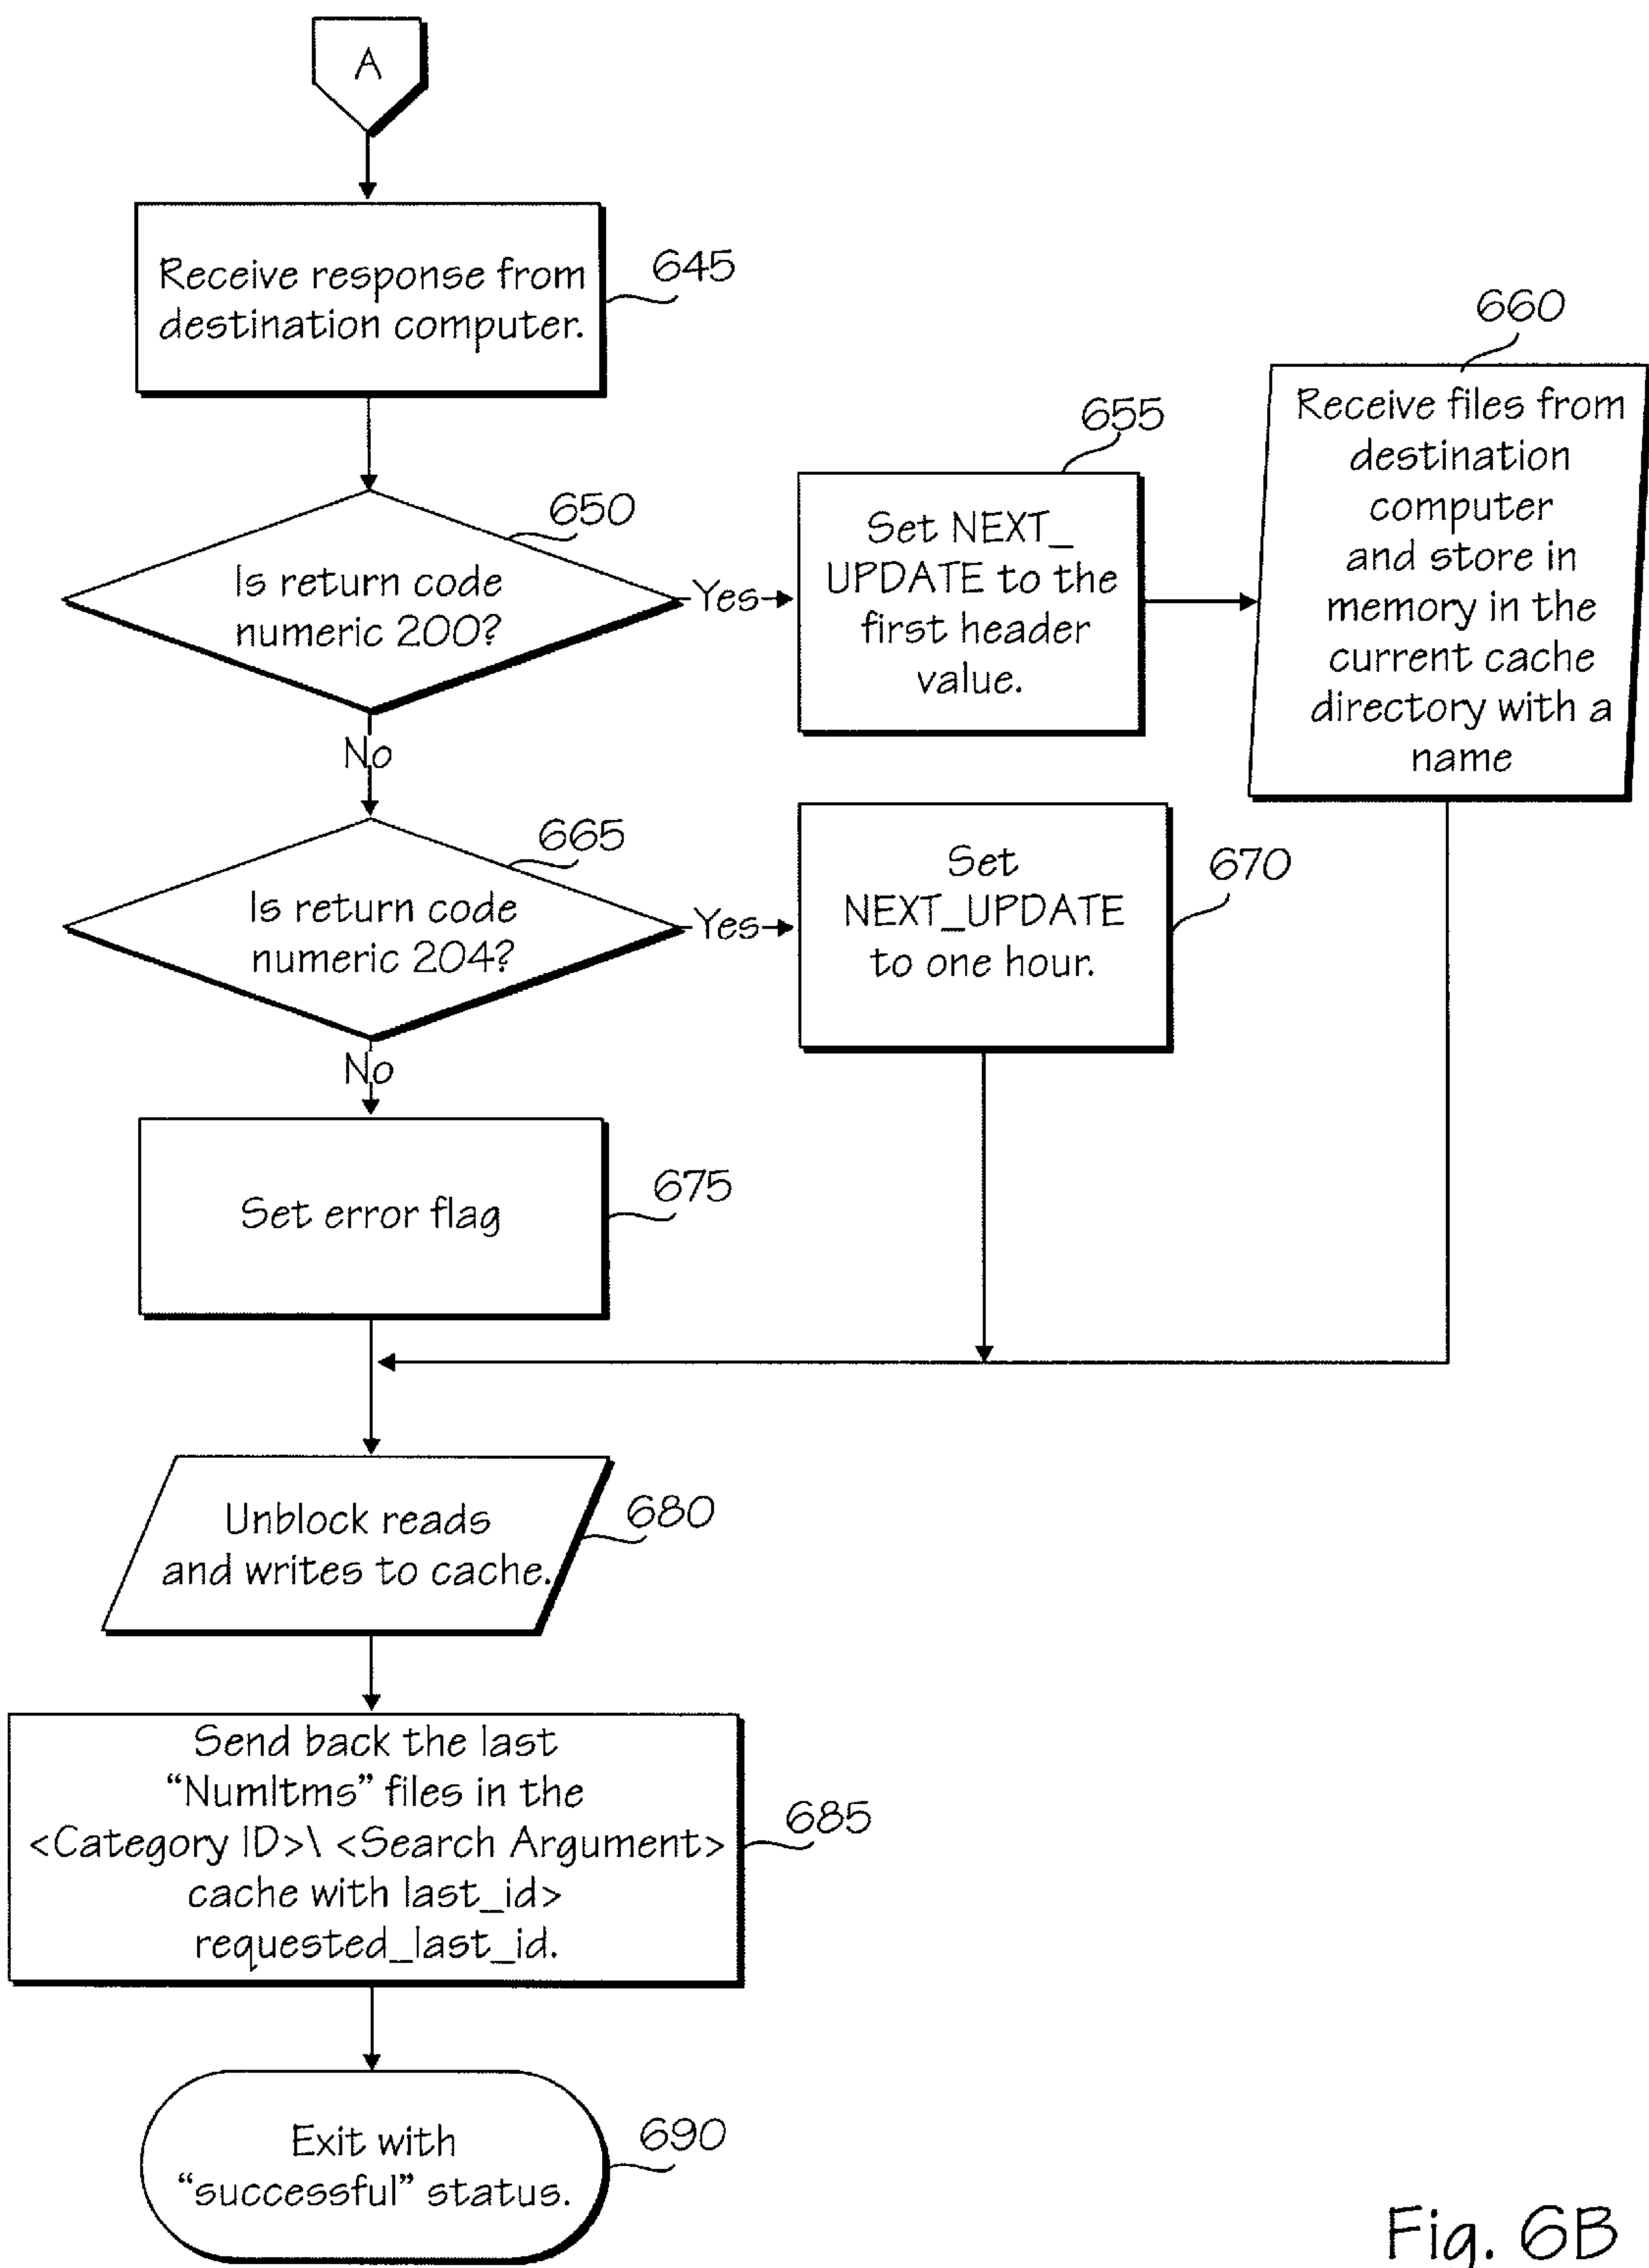 A
Receive response from
destination computer.
645
650
Is return code
numeric 200?
Yes
No
655
Set NEXT_
UPDATE to the
first header
value.
660
Receive files from
destination
computer
and store in
memory in the
current cache
directory with a
name
665
Is return code
numeric 204?
Yes
No
Set
NEXT_UPDATE
to one hour.
670
Set error flag
675
Unblock reads
and writes to cache.
680
Send back the last
“NumItms” files in the
<Category ID>\ <Search Argument>
cache with last_id>
requested_last_id.
685
Exit with
“successful” status.
690
Fig. 6B